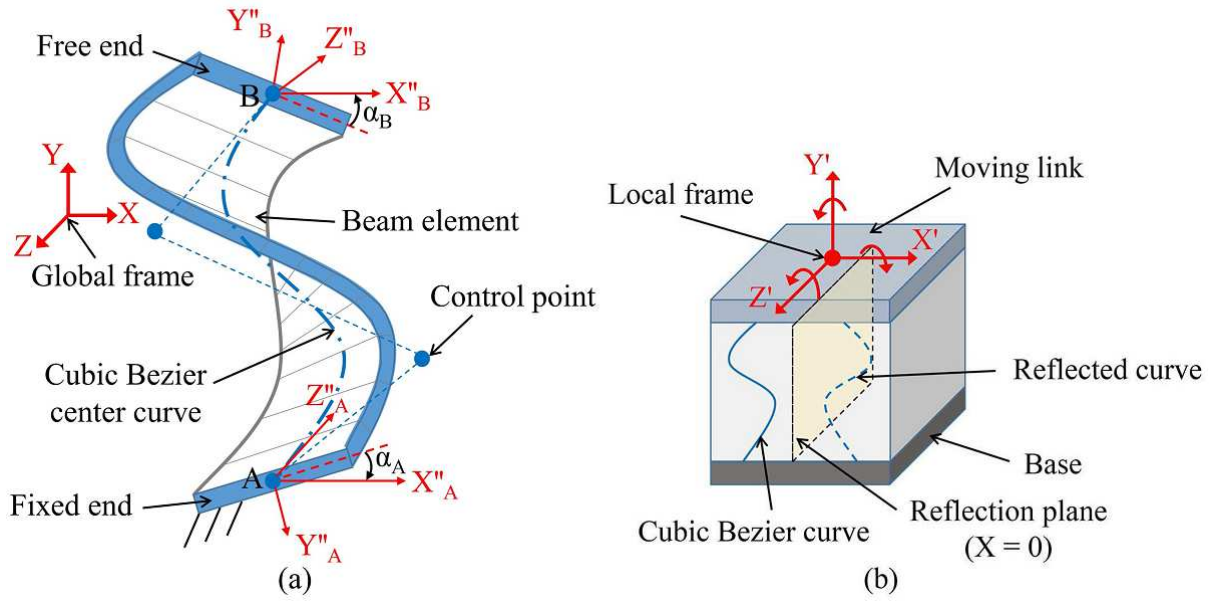 Free end
Y"B
Z"B
B
X"B
αB
Y
X
Z
Global frame
Beam element
Control point
Cubic Bezier
center curve
Z"A
αA
A
X"A
Fixed end
Y"A
(a)
Y'
Moving link
Local frame
X'
Z'
Reflected curve
Base
Cubic Bezier curve
Reflection plane
(X = 0)
(b)